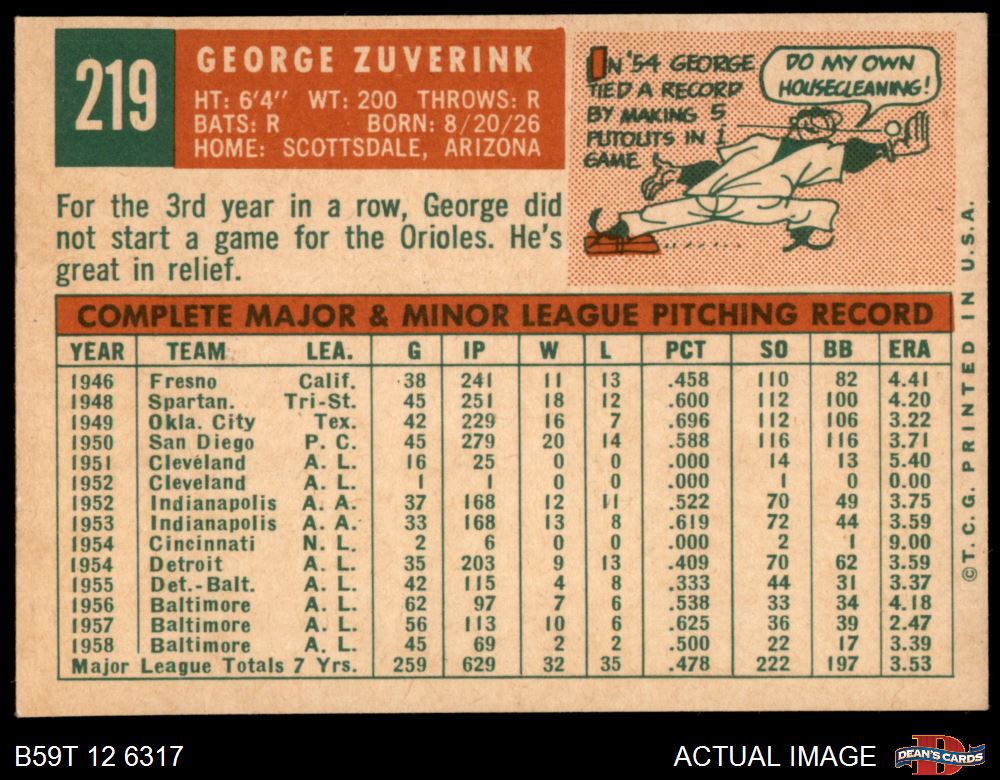 219
GEORGE ZUVERINK
HT: 6'4" WT: 200 THROWS: R
BATS: R BORN: 8/20/26
HOME: SCOTTSDALE, ARIZONA
IN '54 GEORGE
TIED A RECORD
BY MAKING 5
PUTOUTS IN 1
GAME
DO MY OWN
HOUSECLEANING!
For the 3rd year in a row, George did
not start a game for the Orioles. He's
great in relief.
COMPLETE MAJOR & MINOR LEAGUE PITCHING RECORD
YEAR TEAM LEA. G IP W L PCT SO BB ERA
1946 Fresno Calif. 38 241 11 13 .458 110 82 4.41
1948 Spartan. Tri-St. 45 251 18 12 .600 112 100 4.20
1949 Okla. City Tex. 42 229 16 7 .696 112 106 3.22
1950 San Diego P. C. 45 279 20 14 .588 116 116 3.71
1951 Cleveland A. L. 16 25 0 0 .000 14 13 5.40
1952 Cleveland A. L. 1 1 0 0 .000 1 0 0.00
1952 Indianapolis A. A. 37 168 12 11 .522 70 49 3.75
1953 Indianapolis A. A. 33 168 13 8 .619 72 44 3.59
1954 Cincinnati N. L. 2 6 0 0 .000 2 1 9.00
1954 Detroit A. L. 35 203 9 13 .409 70 62 3.59
1955 Det.-Balt. A. L. 42 115 4 8 .333 44 31 3.37
1956 Baltimore A. L. 62 97 7 6 .538 33 34 4.18
1957 Baltimore A. L. 56 113 10 6 .625 36 39 2.47
1958 Baltimore A. L. 45 69 2 2 .500 22 17 3.39
Major League Totals 7 Yrs. 259 629 32 35 .478 222 197 3.53
©T. C. G. PRINTED IN U.S.A.
B59T 12 6317
ACTUAL IMAGE
DEAN'S CARDS